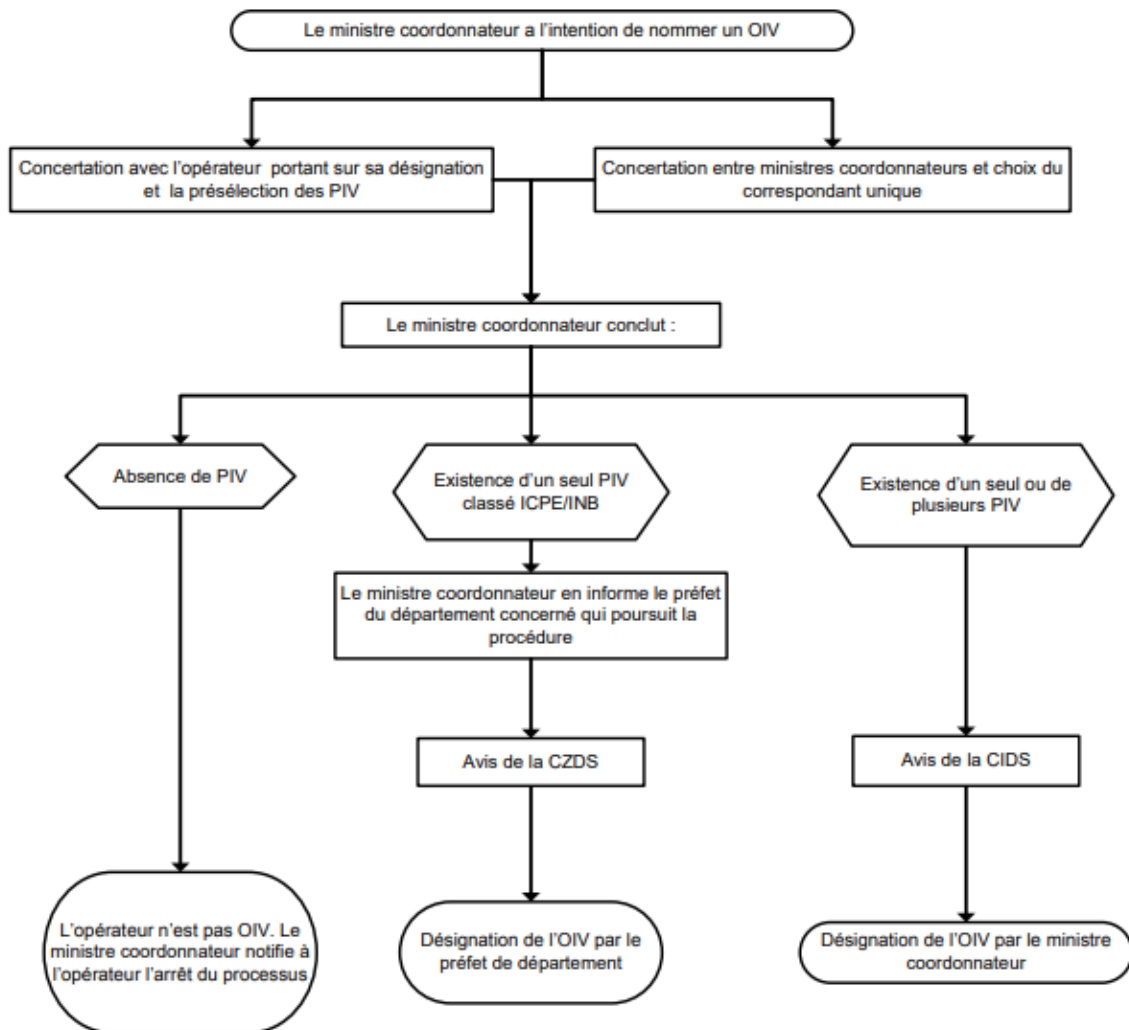 Le ministre coordonnateur a l'intention de nommer un OIV
Concertation avec l'opérateur portant sur sa désignation
et la présélection des PIV
Concertation entre ministres coordonnateurs et choix du
correspondant unique
Le ministre coordonnateur conclut :
Absence de PIV
Existence d'un seul PIV
classé ICPE/INB
Existence d'un seul ou de
plusieurs PIV
Le ministre coordonnateur en informe le préfet
du département concerné qui poursuit la
procédure
Avis de la CZDS
Avis de la CIDS
L'opérateur n'est pas OIV. Le
ministre coordonnateur notifie à
l'opérateur l'arrêt du processus
Désignation de l'OIV par le
préfet de département
Désignation de l'OIV par le ministre
coordonnateur